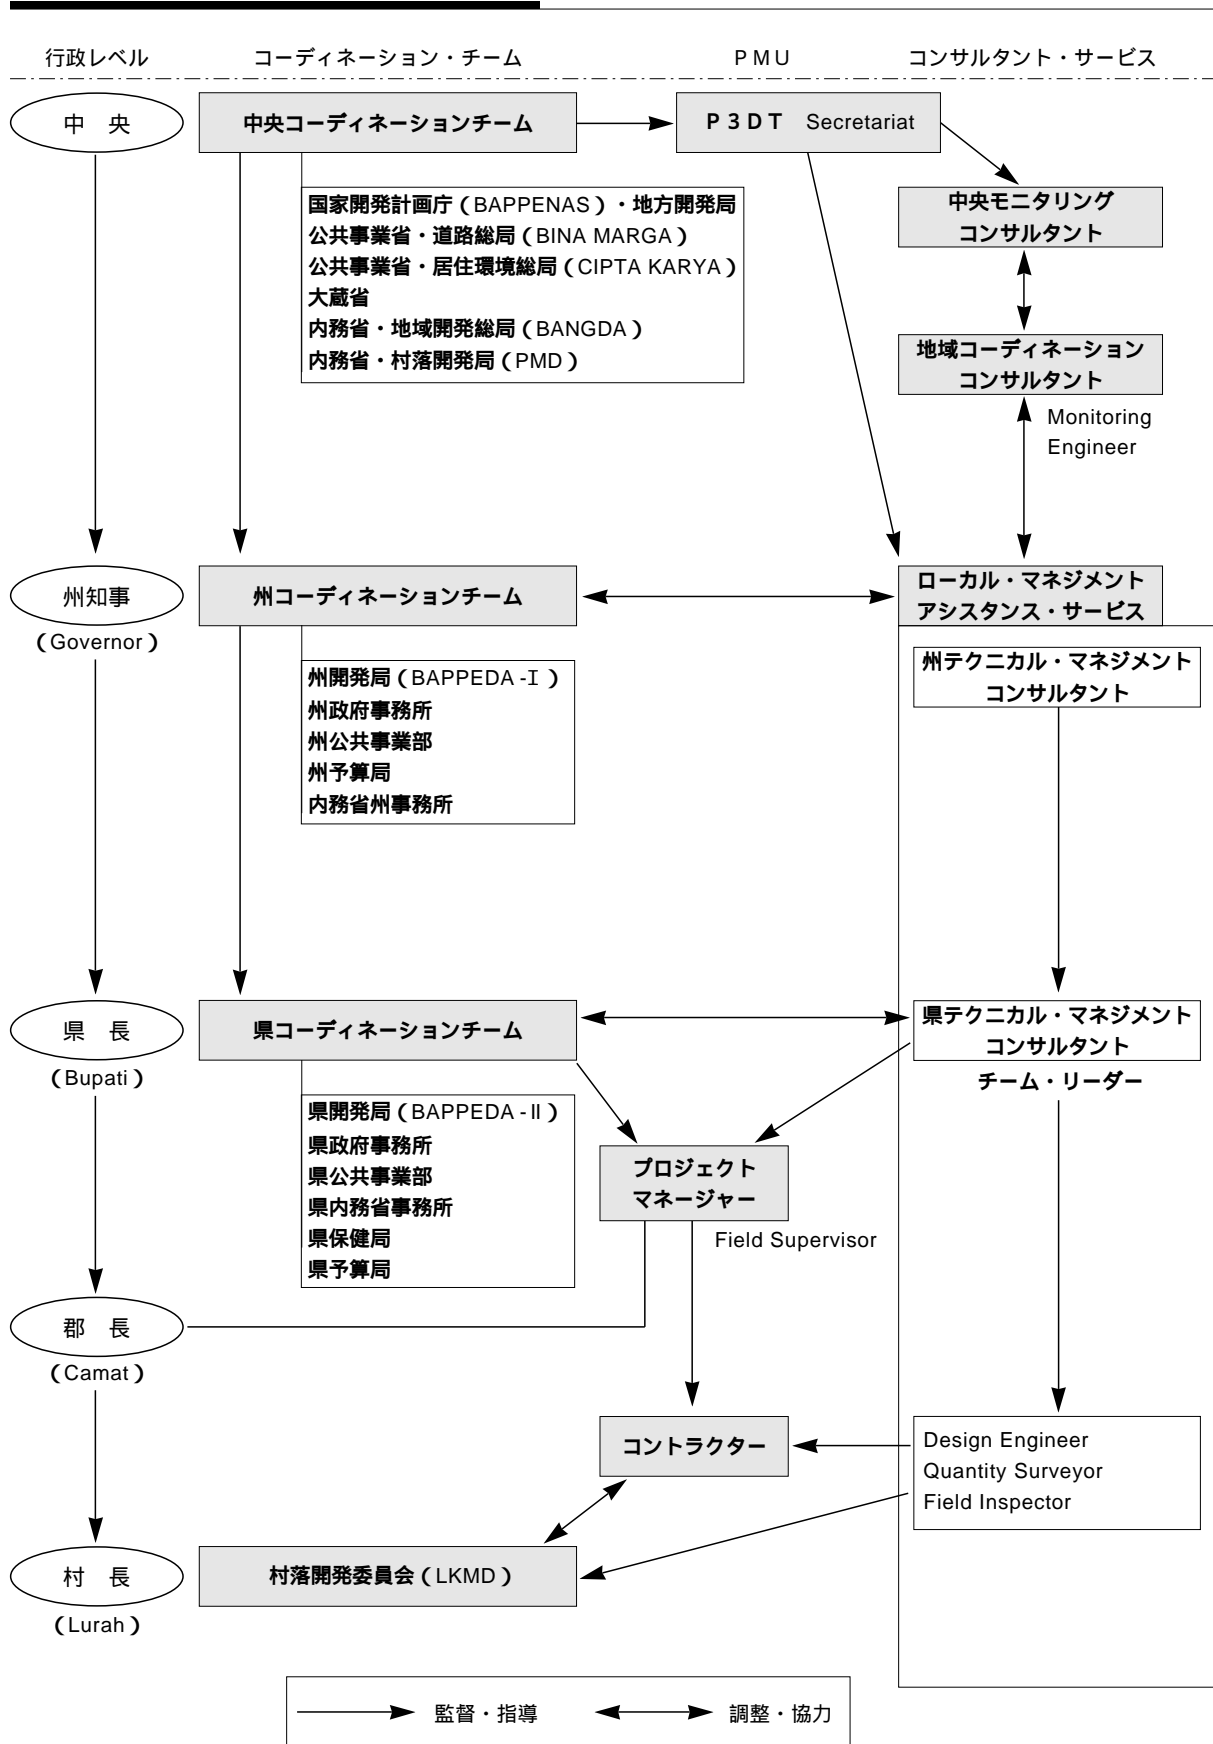 行政レベル コーディネーション・チーム PMU コンサルタント・サービス
中 央
中央コーディネーションチーム
P3DT Secretariat
国家開発計画庁(BAPPENAS)・地方開発局
公共事業省・道路総局(BINA MARGA)
公共事業省・居住環境総局(CIPTA KARYA)
大蔵省
内務省・地域開発総局(BANGDA)
内務省・村落開発局(PMD)
中央モニタリング
コンサルタント
地域コーディネーション
コンサルタント
Monitoring
Engineer
州知事
(Governor)
州コーディネーションチーム
ローカル・マネジメント
アシスタンス・サービス
州開発局(BAPPEDA -I)
州政府事務所
州公共事業部
州予算局
内務省州事務所
州テクニカル・マネジメント
コンサルタント
県 長
(Bupati)
県コーディネーションチーム
県テクニカル・マネジメント
コンサルタント
チーム・リーダー
県開発局(BAPPEDA - II)
県政府事務所
県公共事業部
県内務省事務所
県保健局
県予算局
プロジェクト
マネージャー
Field Supervisor
郡 長
(Camat)
コントラクター
Design Engineer
Quantity Surveyor
Field Inspector
村 長
(Lurah)
村落開発委員会(LKMD)
監督・指導 調整・協力